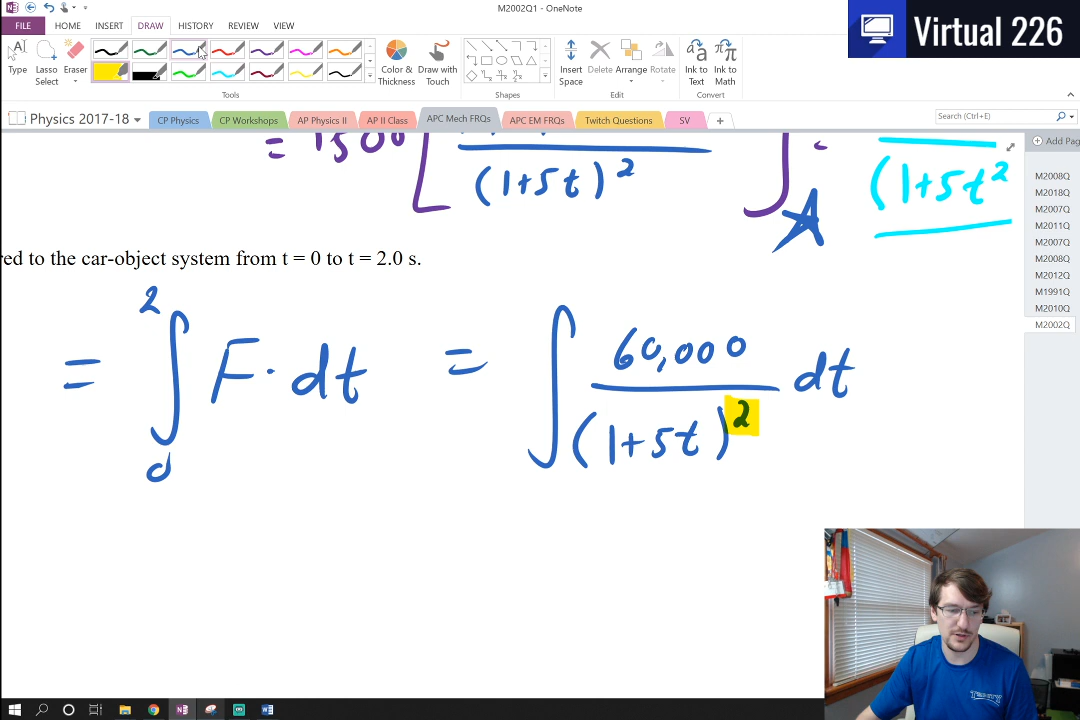 M2002Q1 - OneNote
Virtual 226
FILE HOME INSERT DRAW HISTORY REVIEW VIEW
Type Lasso Select Eraser Color & Thickness Draw with Touch Insert Space Delete Arrange Rotate Ink to Text Ink to Math
Tools Shapes Edit Convert
Physics 2017-18 CP Physics CP Workshops AP Physics II AP II Class APC Mech FRQs APC EM FRQs Twitch Questions SV Search (Ctrl+E)
Add Pag
M2008Q
M2018Q
M2007Q
M2011Q
M2007Q
M2008Q
M2012Q
M1991Q
M2010Q
M2002Q
= 1500 [ (1+5t)² ] = (1+5t²
red to the car-object system from t = 0 to t = 2.0 s.
= ∫₀² F · dt = ∫ 60,000 / (1+5t)² dt
TRINITY